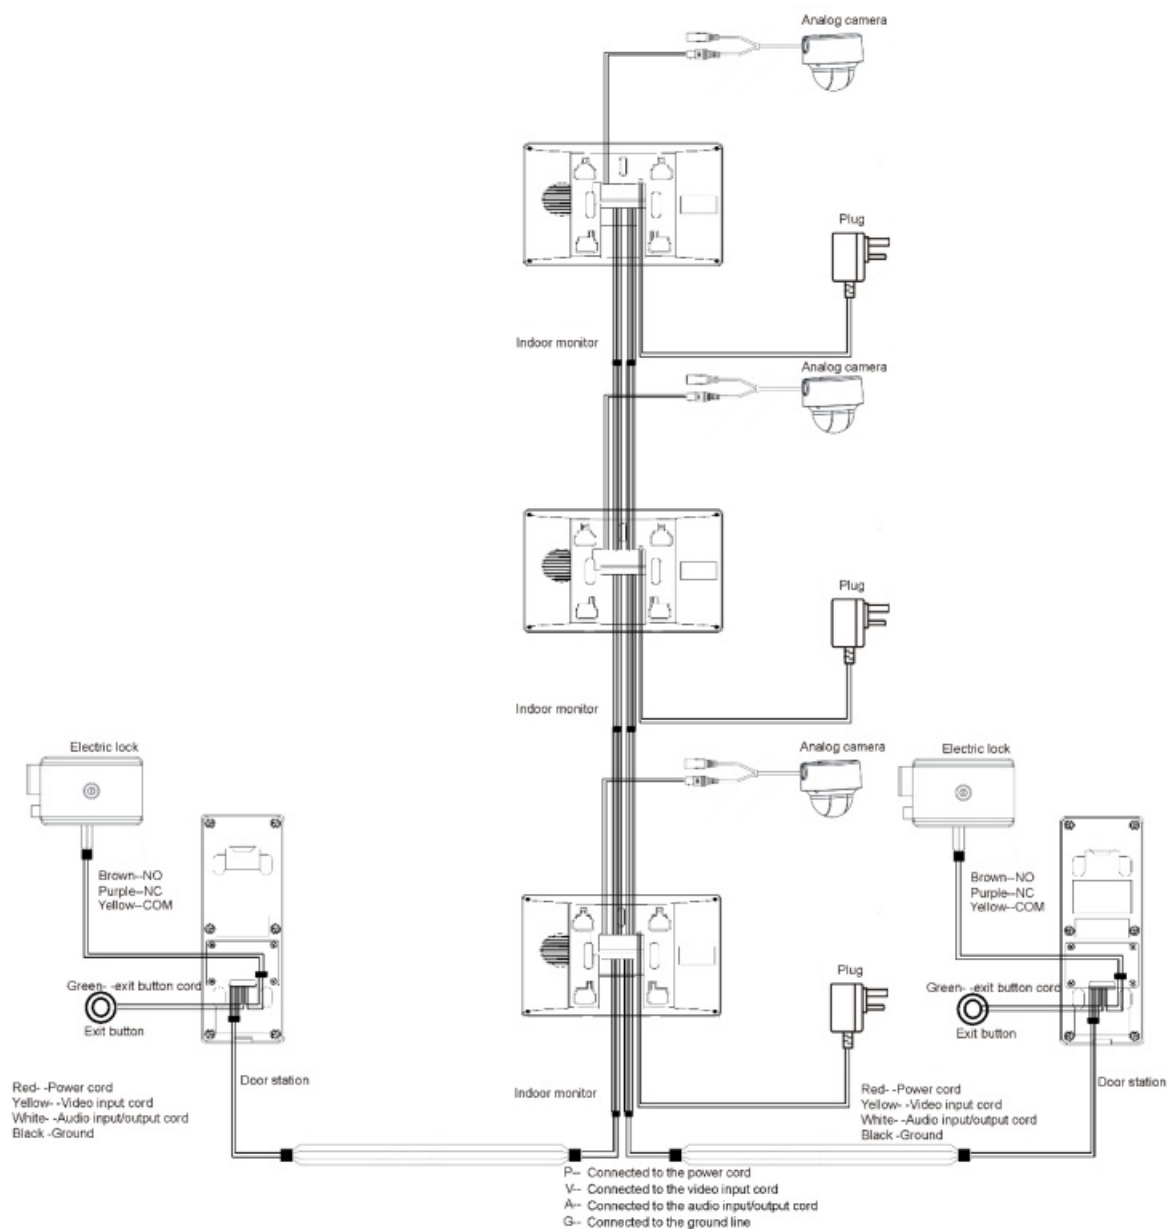 Analog camera
Plug
Indoor monitor
Analog camera
Plug
Indoor monitor
Electric lock
Analog camera
Electric lock
Brown--NO
Purple--NC
Yellow--COM
Brown--NO
Purple--NC
Yellow--COM
Plug
Green- -exit button cord
Exit button
Green- -exit button cord
Exit button
Door station
Indoor monitor
Door station
Red- -Power cord
Yellow- -Video input cord
White- -Audio input/output cord
Black -Ground
Red- -Power cord
Yellow- -Video input cord
White- -Audio input/output cord
Black -Ground
P-- Connected to the power cord
V-- Connected to the video input cord
A-- Connected to the audio input/output cord
G-- Connected to the ground line